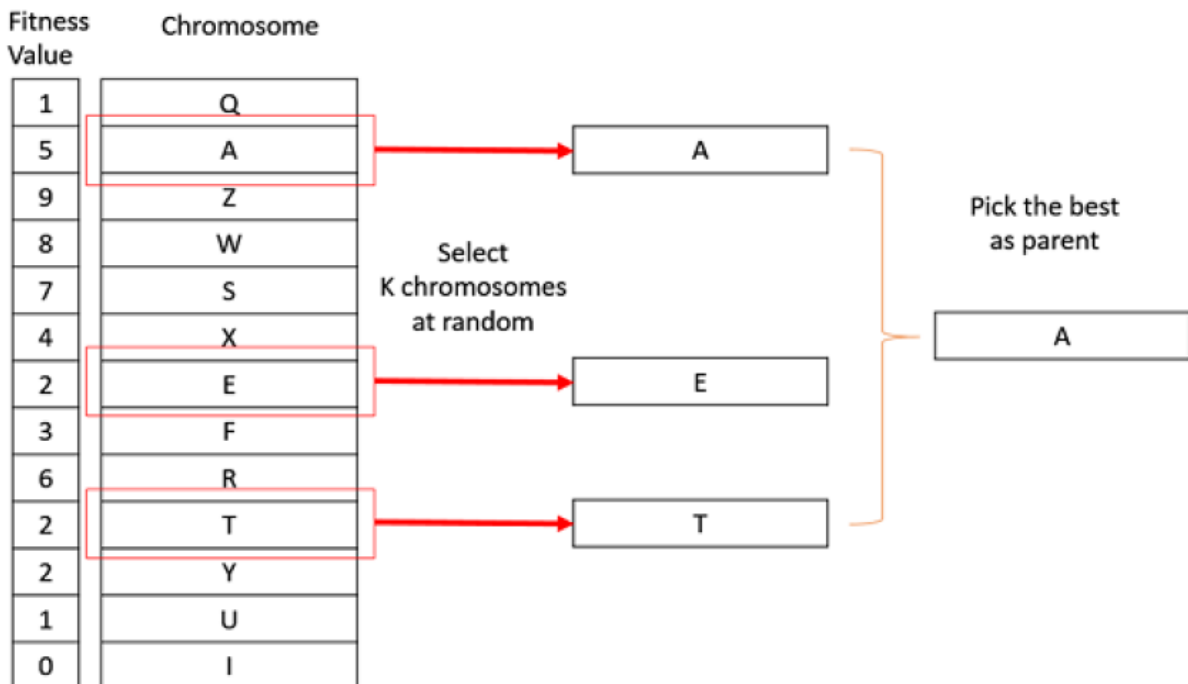 Fitness
Value
Chromosome
1 Q
5 A
9 Z
8 W
7 S
4 X
2 E
3 F
6 R
2 T
2 Y
1 U
0 I
Select
K chromosomes
at random
A
E
T
Pick the best
as parent
A